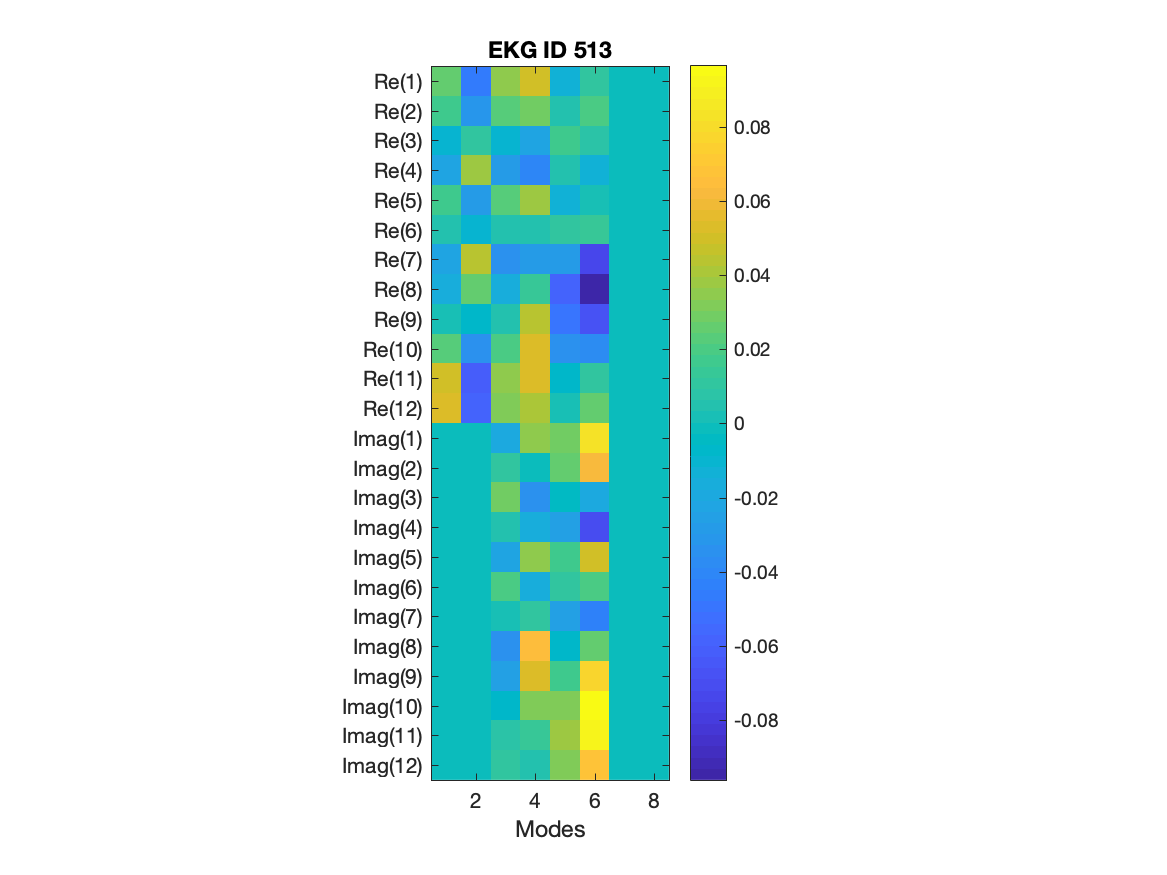 EKG ID 513
Re(1)
Re(2)
Re(3)
Re(4)
Re(5)
Re(6)
Re(7)
Re(8)
Re(9)
Re(10)
Re(11)
Re(12)
Imag(1)
Imag(2)
Imag(3)
Imag(4)
Imag(5)
Imag(6)
Imag(7)
Imag(8)
Imag(9)
Imag(10)
Imag(11)
Imag(12)
2 4 6 8
Modes
0.08
0.06
0.04
0.02
0
-0.02
-0.04
-0.06
-0.08